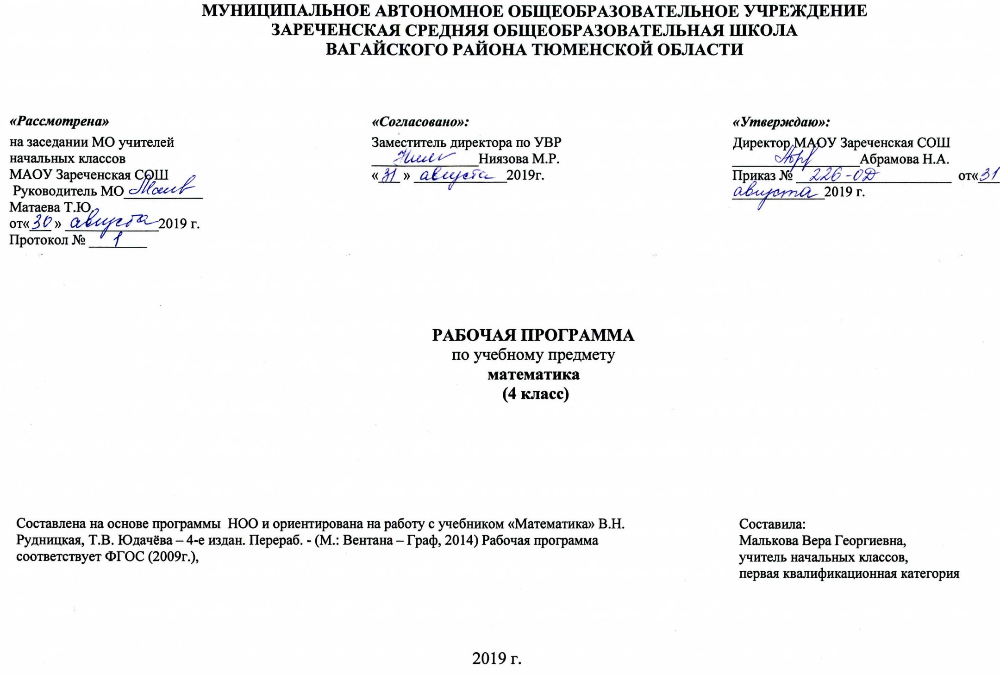 МУНИЦИПАЛЬНОЕ АВТОНОМНОЕ ОБЩЕОБРАЗОВАТЕЛЬНОЕ УЧРЕЖДЕНИЕ
ЗАРЕЧЕНСКАЯ СРЕДНЯЯ ОБЩЕОБРАЗОВАТЕЛЬНАЯ ШКОЛА
ВАГАЙСКОГО РАЙОНА ТЮМЕНСКОЙ ОБЛАСТИ
«Рассмотрена»
на заседании МО учителей
начальных классов
МАОУ Зареченская СОШ
Руководитель МО
Матаева Т.Ю.
от«30» августа 2019 г.
Протокол № 1
«Согласовано»:
Заместитель директора по УВР
Ниязова М.Р.
«31» августа 2019г.
«Утверждаю»:
Директор МАОУ Зареченская СОШ
Абрамова Н.А.
Приказ № 226-ОД от«31
августа 2019 г.
РАБОЧАЯ ПРОГРАММА
по учебному предмету
математика
(4 класс)
Составлена на основе программы НОО и ориентирована на работу с учебником «Математика» В.Н.
Рудницкая, Т.В. Юдачёва – 4-е издан. Перераб. - (М.: Вентана – Граф, 2014) Рабочая программа
соответствует ФГОС (2009г.),
Составила:
Малькова Вера Георгиевна,
учитель начальных классов,
первая квалификационная категория
2019 г.